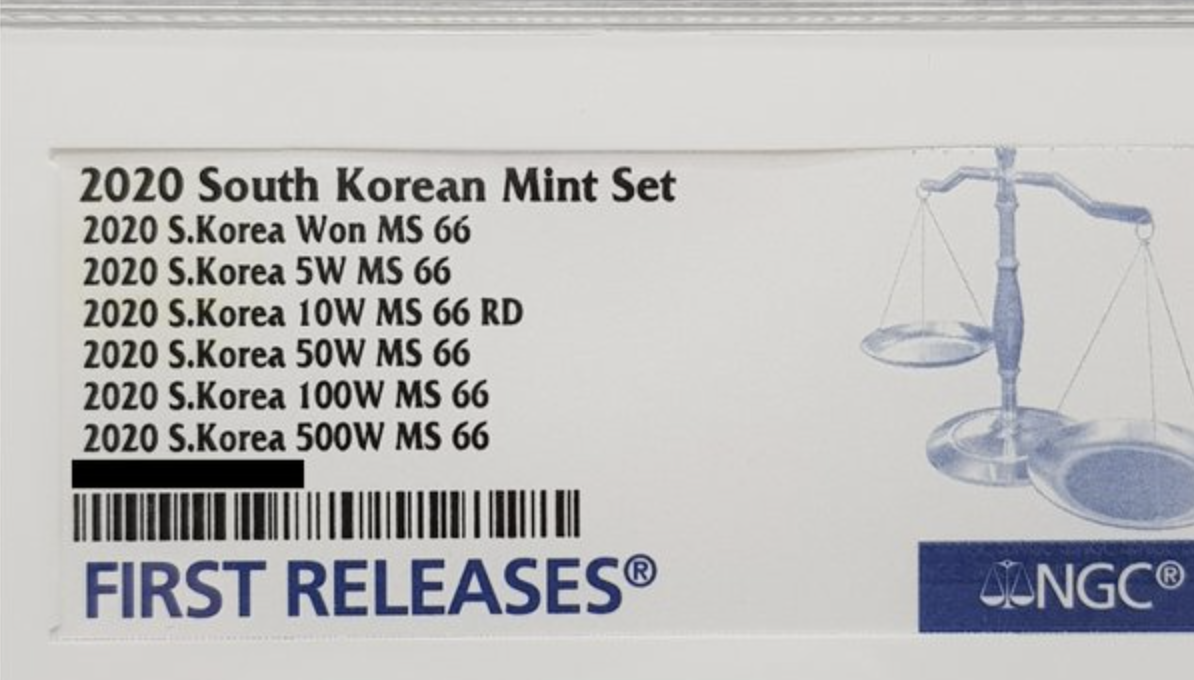 2020 South Korean Mint Set
2020 S.Korea Won MS 66
2020 S.Korea 5W MS 66
2020 S.Korea 10W MS 66 RD
2020 S.Korea 50W MS 66
2020 S.Korea 100W MS 66
2020 S.Korea 500W MS 66
FIRST RELEASES®
NGC®